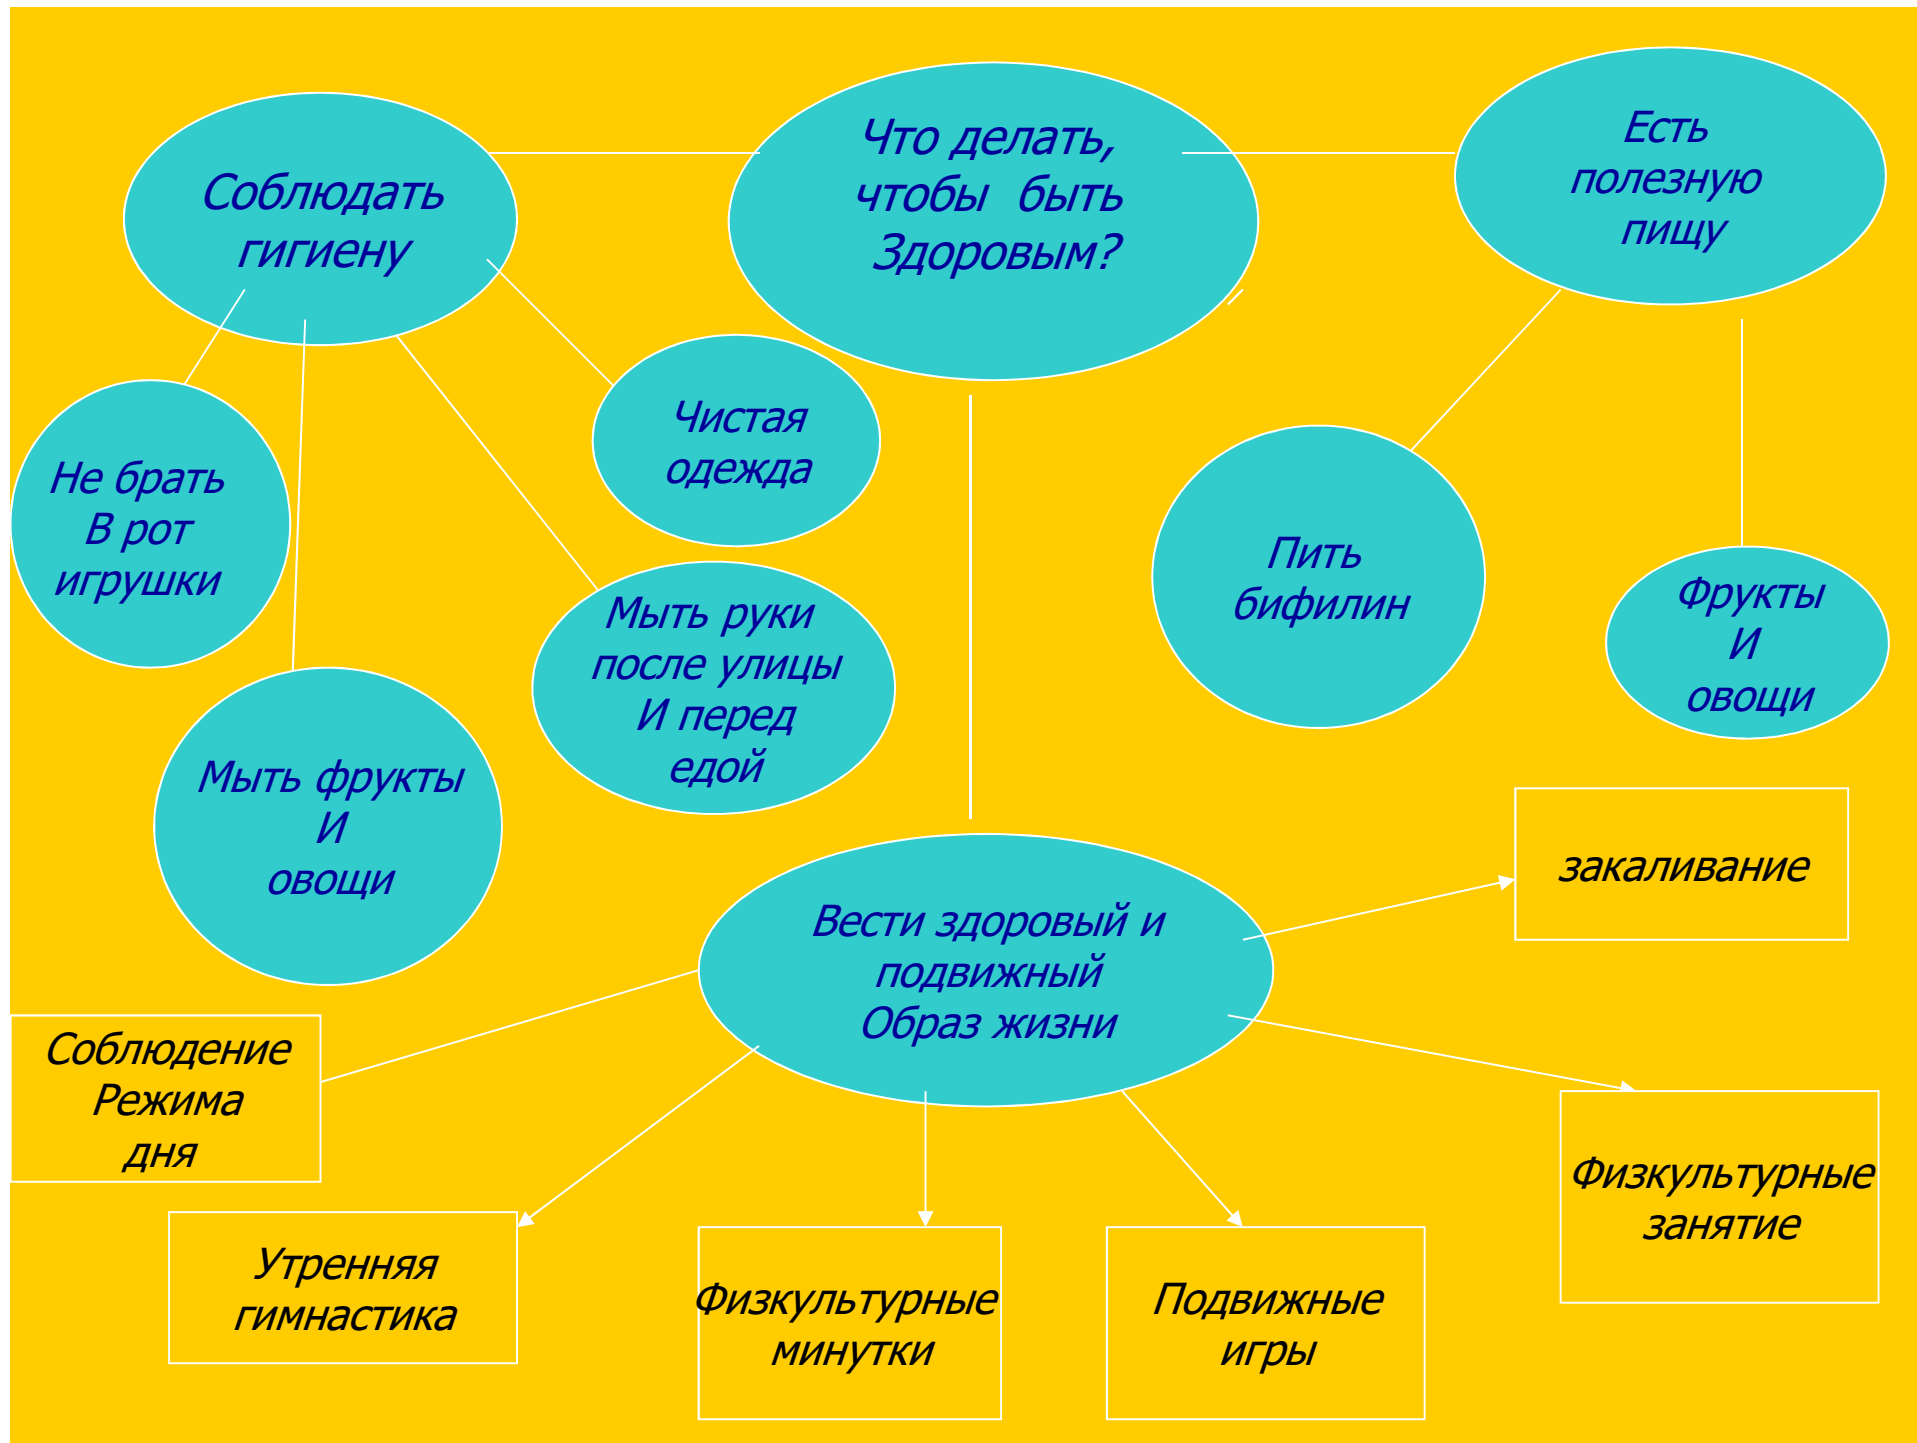 Соблюдать
гигиену
Что делать,
чтобы быть
Здоровым?
Есть
полезную
пищу
Чистая
одежда
Не брать
В рот
игрушки
Мыть руки
после улицы
И перед
едой
Пить
бифилин
Фрукты
И
овощи
Мыть фрукты
И
овощи
Вести здоровый и
подвижный
Образ жизни
закаливание
Соблюдение
Режима
дня
Утренняя
гимнастика
Физкультурные
минутки
Подвижные
игры
Физкультурные
занятие